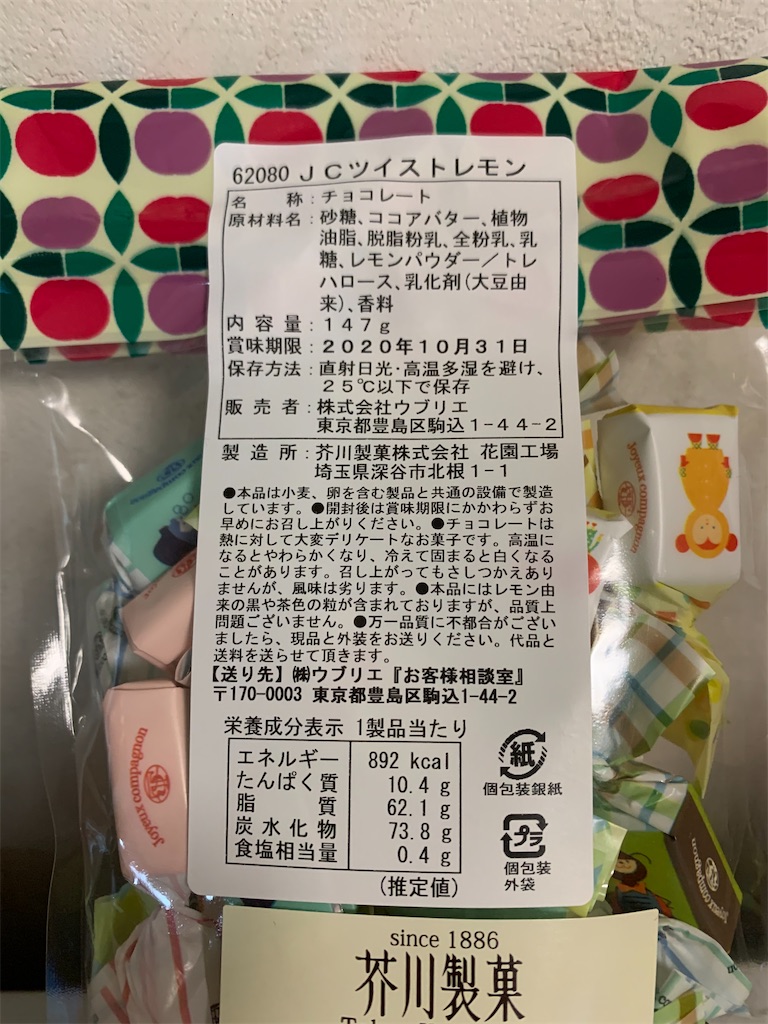 62080 JCツイストレモン
名 称:チョコレート
原材料名:砂糖、ココアバター、植物
油脂、脱脂粉乳、全粉乳、乳
糖、レモンパウダー/トレ
ハロース、乳化剤(大豆由
来)、香料
内容量:147g
賞味期限:2020年10月31日
保存方法:直射日光・高温多湿を避け、
25℃以下で保存
販売者:株式会社ウブリエ
東京都豊島区駒込1-44-2
製造所:芥川製菓株式会社 花園工場
埼玉県深谷市北根1-1
●本品は小麦、卵を含む製品と共通の設備で製造
しています。●開封後は賞味期限にかかわらずお
早めにお召し上がりください。●チョコレートは
熱に対して大変デリケートなお菓子です。高温に
なるとやわらかくなり、冷えて固まると白くなる
ことがあります。召し上がってもさしつかえあり
ませんが、風味は劣ります。●本品にはレモン由
来の黒や茶色の粒が含まれておりますが、品質上
問題ございません。●万一品質に不都合がござい
ましたら、現品と外装をお送りください。代品と
送料を送らせて頂きます。
【送り先】㈱ウブリエ『お客様相談室』
〒170-0003 東京都豊島区駒込1-44-2
栄養成分表示 1製品当たり
エネルギー 892 kcal
たんぱく質 10.4 g
脂 質 62.1 g
炭水化物 73.8 g
食塩相当量 0.4 g
(推定値)
紙
個包装銀紙
プラ
個包装
外袋
Joyeux compagnon
Joyeux compagnon
Joyeux compagnon
since 1886
芥川製菓